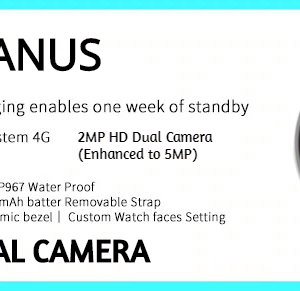 ANUS
ging enables one week of standby
stem 4G 2MP HD Dual Camera
(Enhanced to 5MP)
P967 Water Proof
mAh batter Removable Strap
mic bezel | Custom Watch faces Setting
AL CAMERA